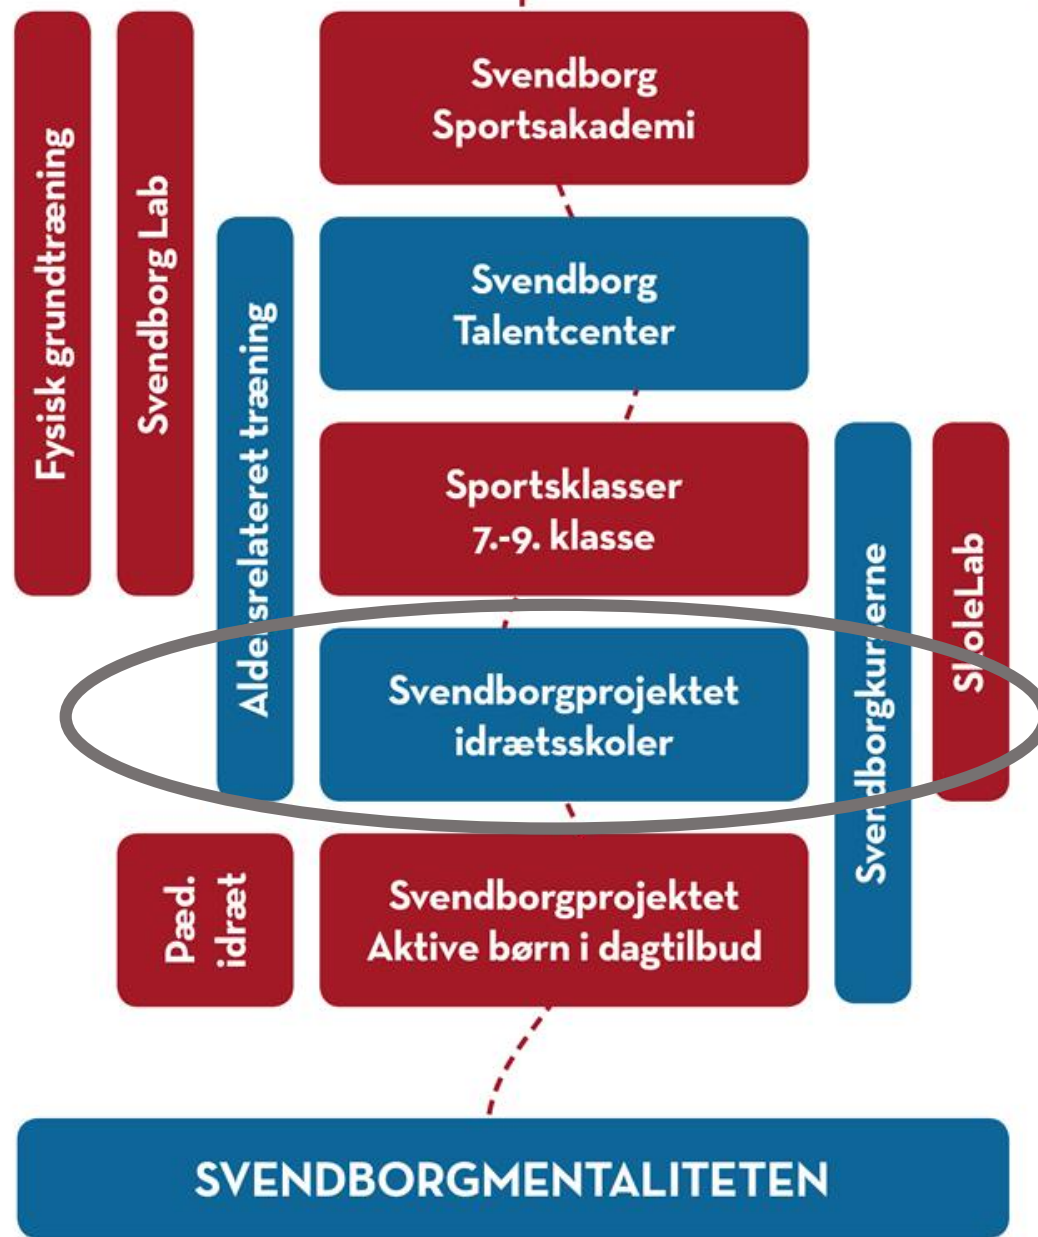 Fysisk grundtræning
Svendborg Lab
Svendborg
Sportsakademi
Aldersrelateret træning
Svendborg
Talentcenter
Sportsklasser
7.-9. klasse
Svendborgkurserne
SkoleLab
Svendborgprojektet
idrætsskoler
Pæd.
idræt
Svendborgprojektet
Aktive børn i dagtilbud
SVENDBORGMENTALITETEN